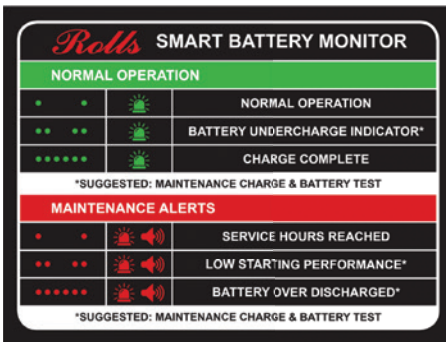 Rolls SMART BATTERY MONITOR
NORMAL OPERATION
NORMAL OPERATION
BATTERY UNDERCHARGE INDICATOR*
CHARGE COMPLETE
*SUGGESTED: MAINTENANCE CHARGE & BATTERY TEST
MAINTENANCE ALERTS
SERVICE HOURS REACHED
LOW STARTING PERFORMANCE*
BATTERY OVER DISCHARGED*
*SUGGESTED: MAINTENANCE CHARGE & BATTERY TEST